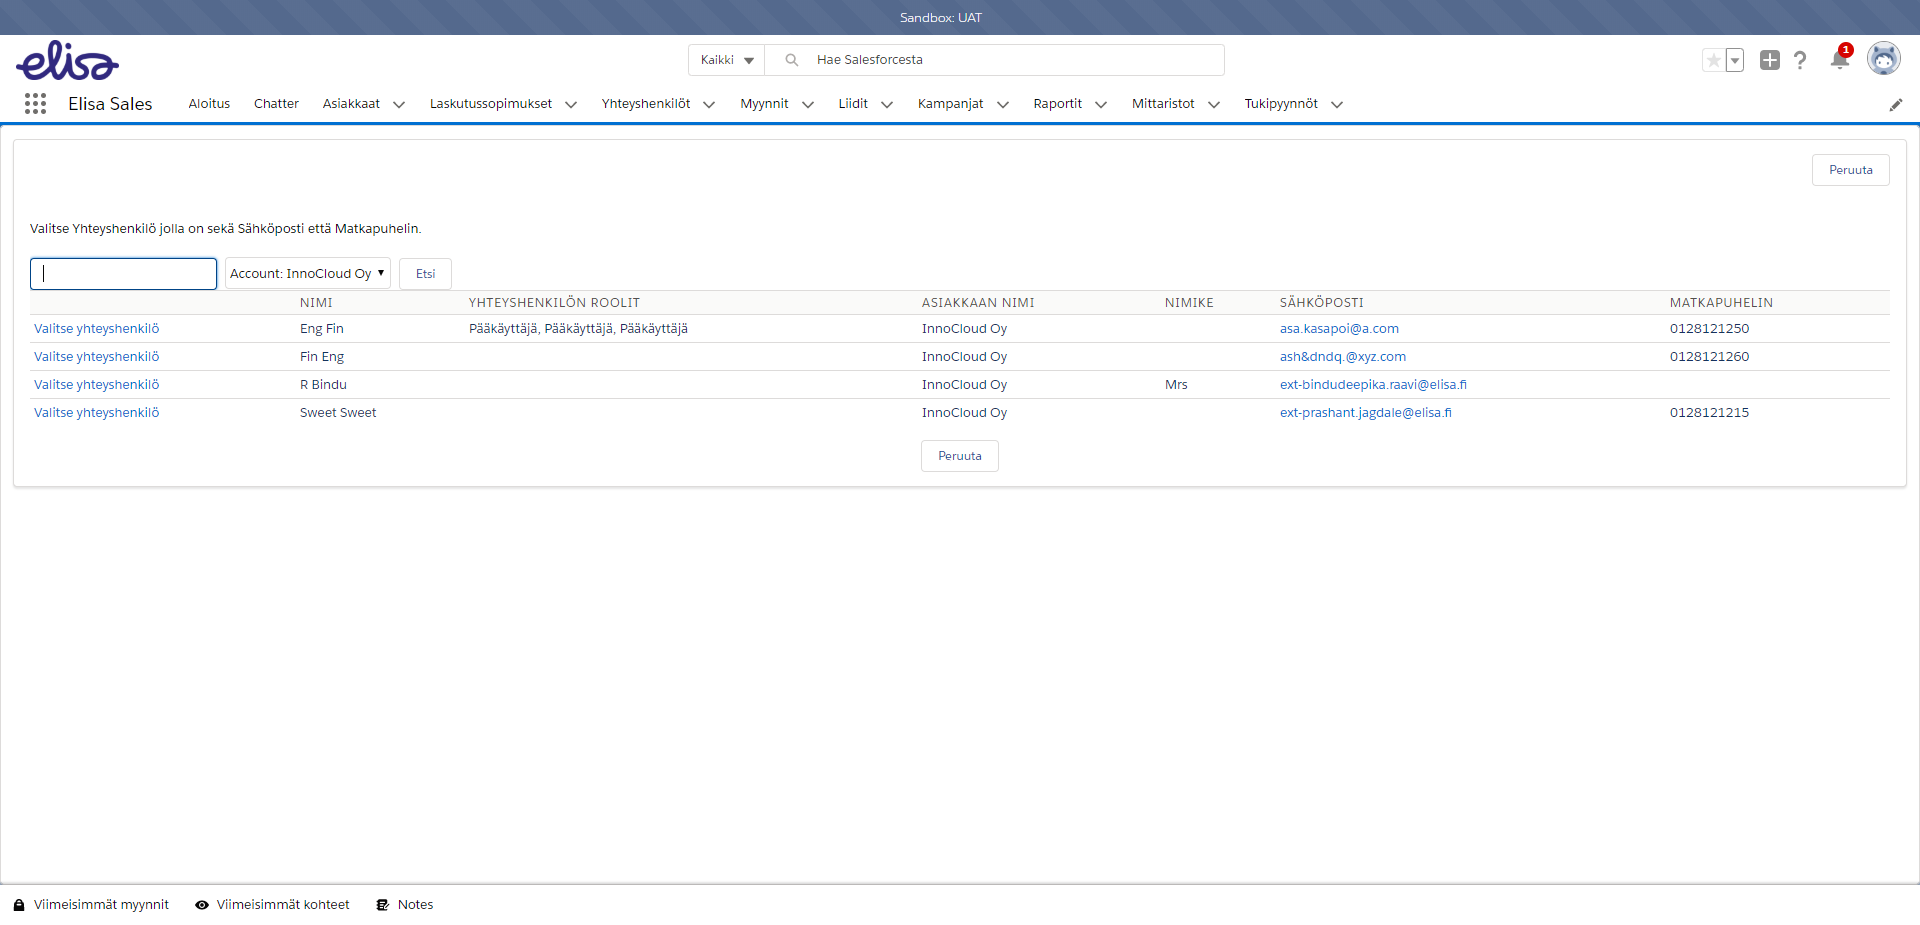 Sandbox: UAT
elisa
Kaikki Hae Salesforcesta
1
Elisa Sales Aloitus Chatter Asiakkaat Laskutussopimukset Yhteyshenkilöt Myynnit Liidit Kampanjat Raportit Mittaristot Tukipyynnöt
Peruuta
Valitse Yhteyshenkilö jolla on sekä Sähköposti että Matkapuhelin.
Account: InnoCloud Oy Etsi
NIMI YHTEYSHENKILÖN ROOLIT ASIAKKAAN NIMI NIMIKE SÄHKÖPOSTI MATKAPUHELIN
Valitse yhteyshenkilö Eng Fin Pääkäyttäjä, Pääkäyttäjä, Pääkäyttäjä InnoCloud Oy asa.kasapoi@a.com 0128121250
Valitse yhteyshenkilö Fin Eng InnoCloud Oy ash&dndq.@xyz.com 0128121260
Valitse yhteyshenkilö R Bindu InnoCloud Oy Mrs ext-bindudeepika.raavi@elisa.fi
Valitse yhteyshenkilö Sweet Sweet InnoCloud Oy ext-prashant.jagdale@elisa.fi 0128121215
Peruuta
Viimeisimmät myynnit Viimeisimmät kohteet Notes